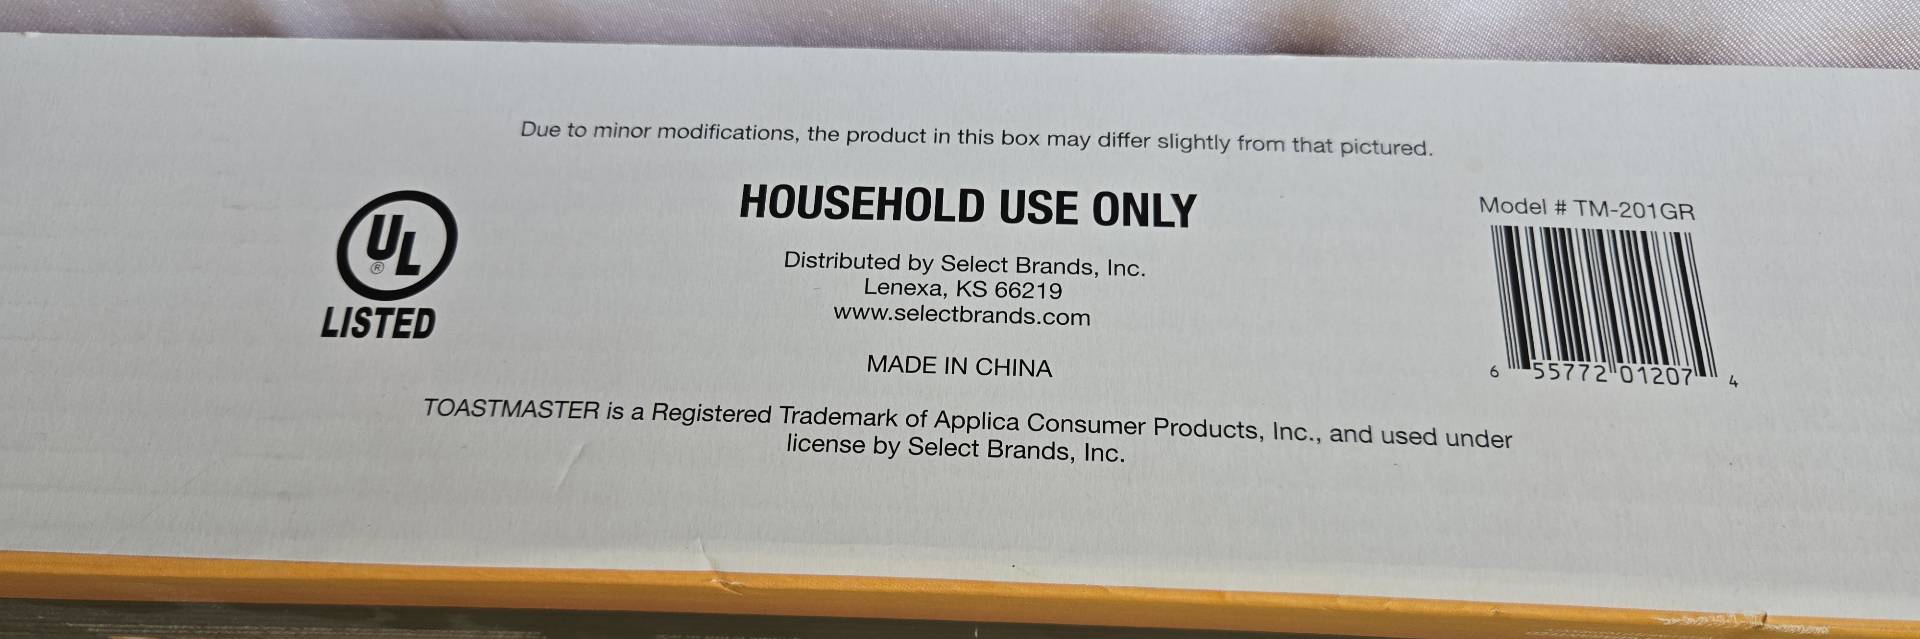 Due to minor modifications, the product in this box may differ slightly from that pictured.
UL
®
LISTED
HOUSEHOLD USE ONLY
Distributed by Select Brands, Inc.
Lenexa, KS 66219
www.selectbrands.com
MADE IN CHINA
TOASTMASTER is a Registered Trademark of Applica Consumer Products, Inc., and used under
license by Select Brands, Inc.
Model # TM-201GR
6 55772 01207 4